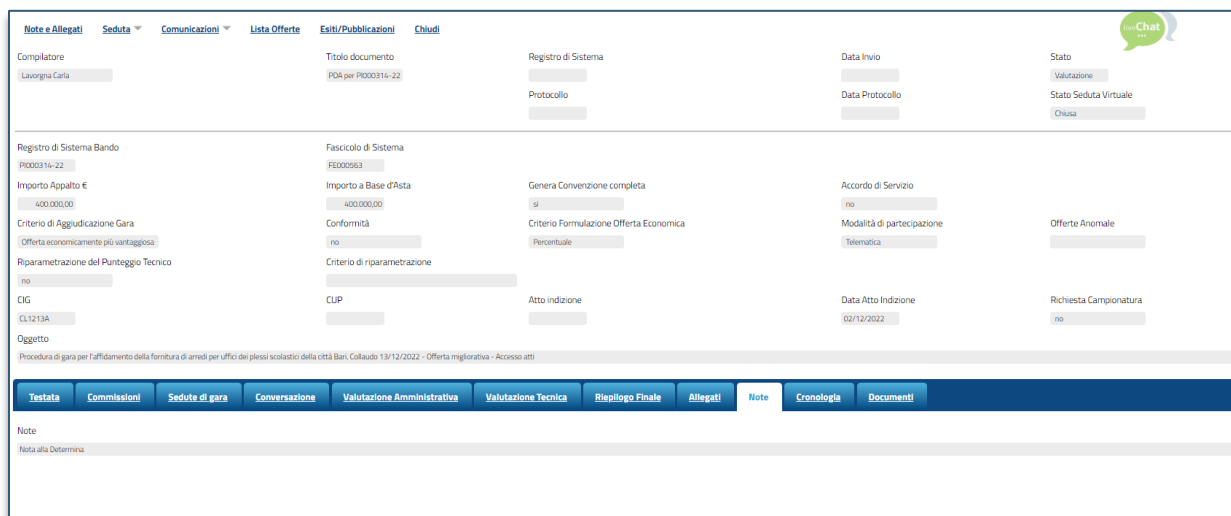 Note e Allegati Seduta Comunicazioni Lista Offerte Esiti/Pubblicazioni Chiudi
liveChat
Compilatore Titolo documento Registro di Sistema Data Invio Stato
Lavorgna Carla PDA per PI000314-22 Valutazione
Protocollo Data Protocollo Stato Seduta Virtuale
Chiusa
Registro di Sistema Bando Fascicolo di Sistema
PI000314-22 FE000563
Importo Appalto € Importo a Base d'Asta Genera Convenzione completa Accordo di Servizio
400.000,00 400.000,00 si no
Criterio di Aggiudicazione Gara Conformità Criterio Formulazione Offerta Economica Modalità di partecipazione Offerte Anomale
Offerta economicamente più vantaggiosa no Percentuale Telematica
Riparametrazione del Punteggio Tecnico Criterio di riparametrazione
no
CIG CUP Atto indizione Data Atto Indizione Richiesta Campionatura
CL1213A 02/12/2022 no
Oggetto
Procedura di gara per l'affidamento della fornitura di arredi per uffici dei plessi scolastici della città Bari. Collaudo 13/12/2022 - Offerta migliorativa - Accesso atti
Testata Commissioni Sedute di gara Conversazione Valutazione Amministrativa Valutazione Tecnica Riepilogo Finale Allegati Note Cronologia Documenti
Note
Nota alla Determina